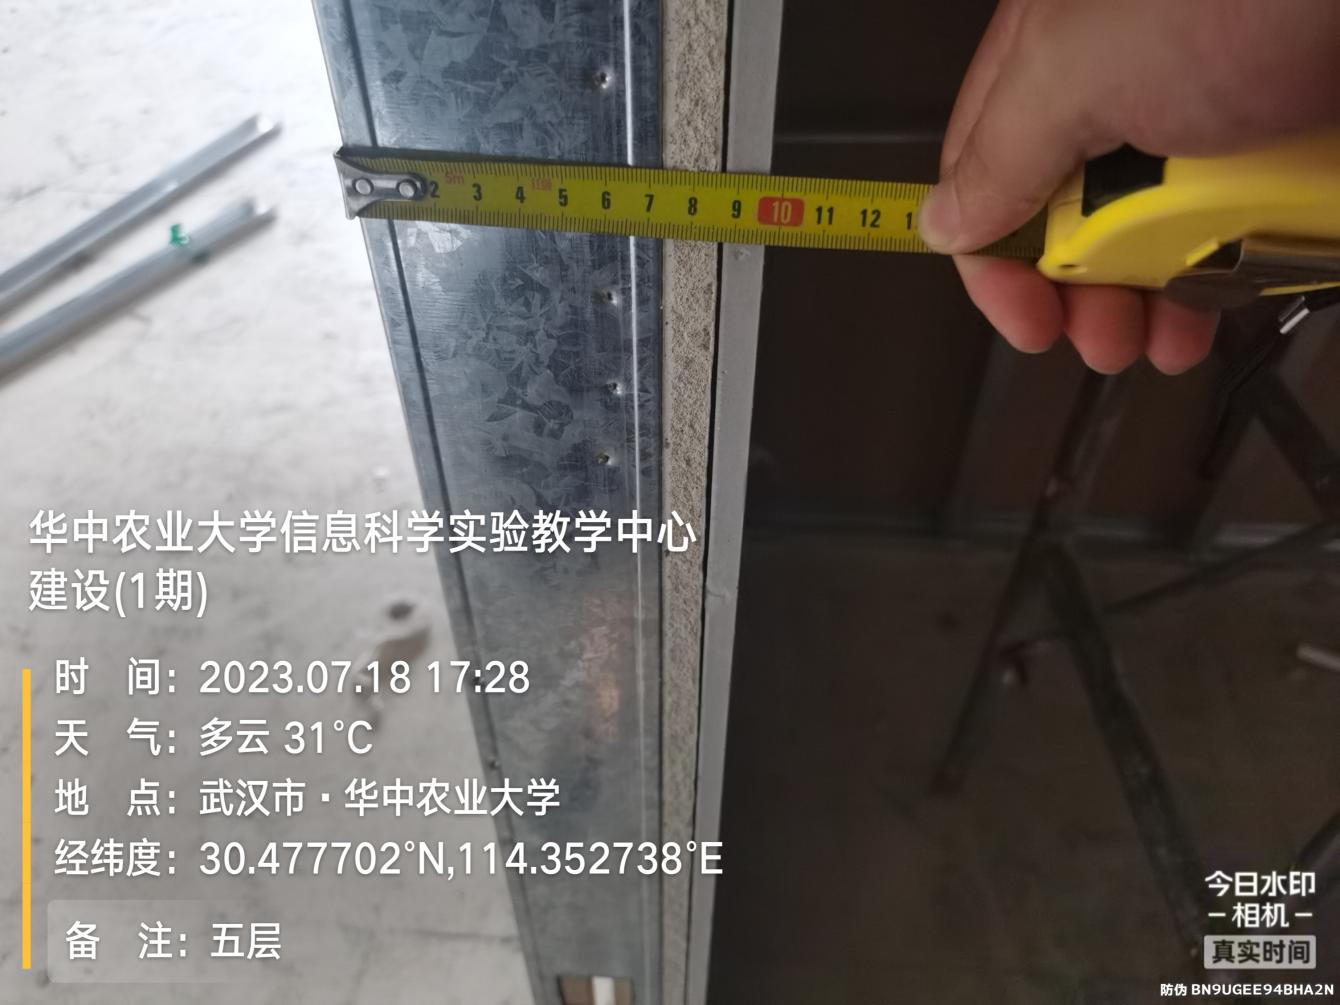 5m
2 3 4 5 6 7 8 9 10 11 12 1
华中农业大学信息科学实验教学中心
建设(1期)
时 间: 2023.07.18 17:28
天 气: 多云 31°C
地 点: 武汉市·华中农业大学
经纬度: 30.477702°N,114.352738°E
备 注: 五层
今日水印
-相机-
真实时间
防伪 BN9UGEE94BHA2N